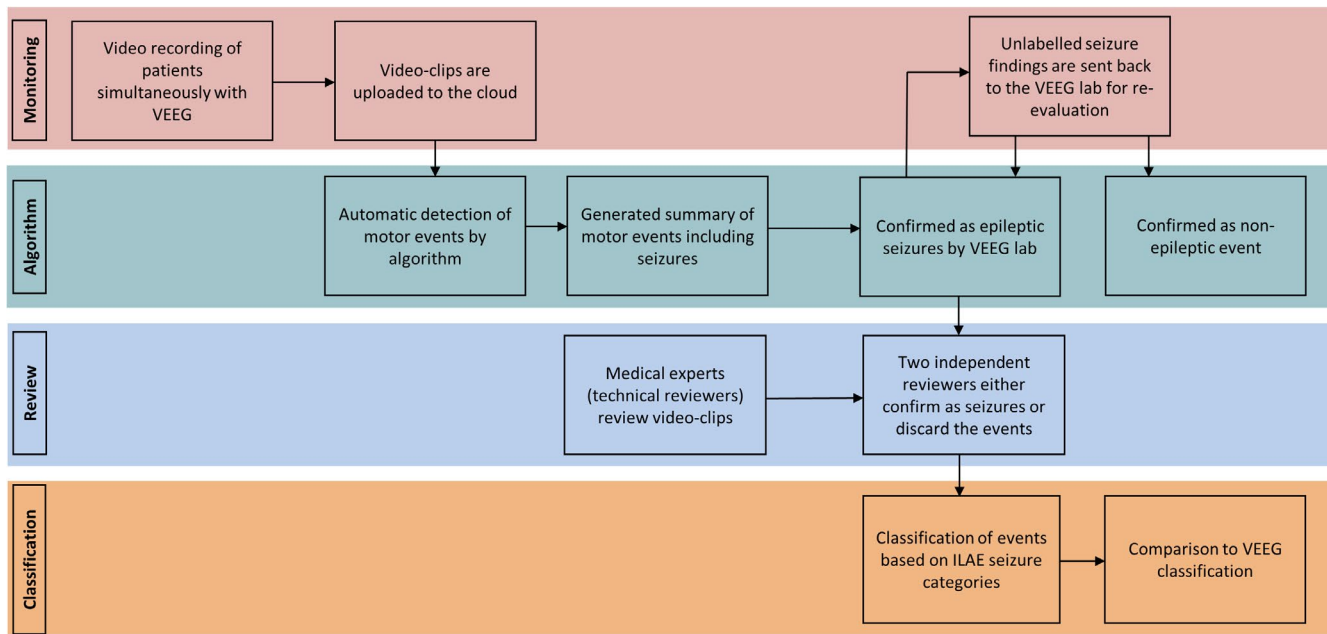 Monitoring
Video recording of
patients
simultaneously with
VEEG
Video-clips are
uploaded to the cloud
Unlabelled seizure
findings are sent back
to the VEEG lab for re-
evaluation
Algorithm
Automatic detection of
motor events by
algorithm
Generated summary of
motor events including
seizures
Confirmed as epileptic
seizures by VEEG lab
Confirmed as non-
epileptic event
Review
Medical experts
(technical reviewers)
review video-clips
Two independent
reviewers either
confirm as seizures or
discard the events
Classification
Classification of events
based on ILAE seizure
categories
Comparison to VEEG
classification